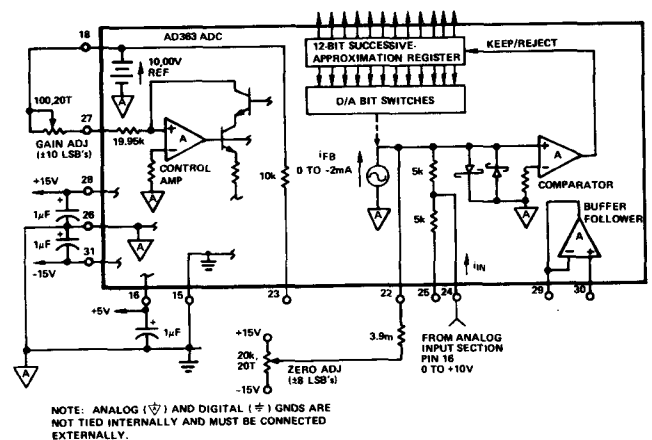 18
AD363 ADC
10,00V
REF
A
100,20T
27
19.95k
GAIN ADJ
(±10 LSB's)
+
–
A
CONTROL
AMP
A
+15V
28
1µF
+
26
1µF
+
A
-15V
31
10k
12-BIT SUCCESSIVE-
APPROXIMATION REGISTER
KEEP/REJECT
D/A BIT SWITCHES
iFB
0 TO -2mA
A
5k
5k
+
–
A
COMPARATOR
A
BUFFER
FOLLOWER
A
–
+
iIN
16
15
23
22
25
24
29
30
+5V
1µF
+
A
+15V
20k,
20T
-15V
ZERO ADJ
(±8 LSB's)
3.9m
FROM ANALOG
INPUT SECTION
PIN 16
0 TO +10V
NOTE: ANALOG (A) AND DIGITAL (⏚) GNDS ARE
NOT TIED INTERNALLY AND MUST BE CONNECTED
EXTERNALLY.